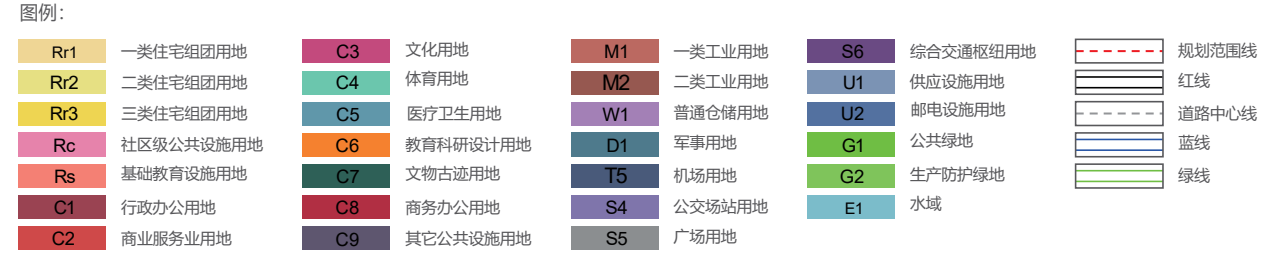 图例:
Rr1 一类住宅组团用地
Rr2 二类住宅组团用地
Rr3 三类住宅组团用地
Rc 社区级公共设施用地
Rs 基础教育设施用地
C1 行政办公用地
C2 商业服务业用地
C3 文化用地
C4 体育用地
C5 医疗卫生用地
C6 教育科研设计用地
C7 文物古迹用地
C8 商务办公用地
C9 其它公共设施用地
M1 一类工业用地
M2 二类工业用地
W1 普通仓储用地
D1 军事用地
T5 机场用地
S4 公交场站用地
S5 广场用地
S6 综合交通枢纽用地
U1 供应设施用地
U2 邮电设施用地
G1 公共绿地
G2 生产防护绿地
E1 水域
规划范围线
红线
道路中心线
蓝线
绿线